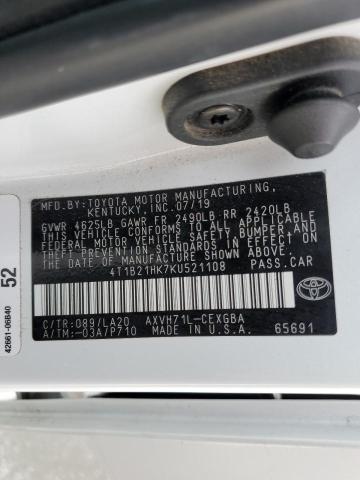 MFD.BY:TOYOTA MOTOR MANUFACTURING,
KENTUCKY,INC.07/19
GVWR 4625LB GAWR FR 2490LB RR 2420LB
THIS VEHICLE CONFORMS TO ALL APPLICABLE
FEDERAL MOTOR VEHICLE SAFETY, BUMPER AND
THEFT PREVENTION STANDARDS IN EFFECT ON
THE DATE OF MANUFACTURE SHOWN ABOVE.
4T1B21HK7KU521108 PASS.CAR
C/TR:089/LA20 AXVH71L-CEXGBA
A/TM:-03A/P710 MADE IN U.S.A. 65691
TOYOTA
52
42661-06B40